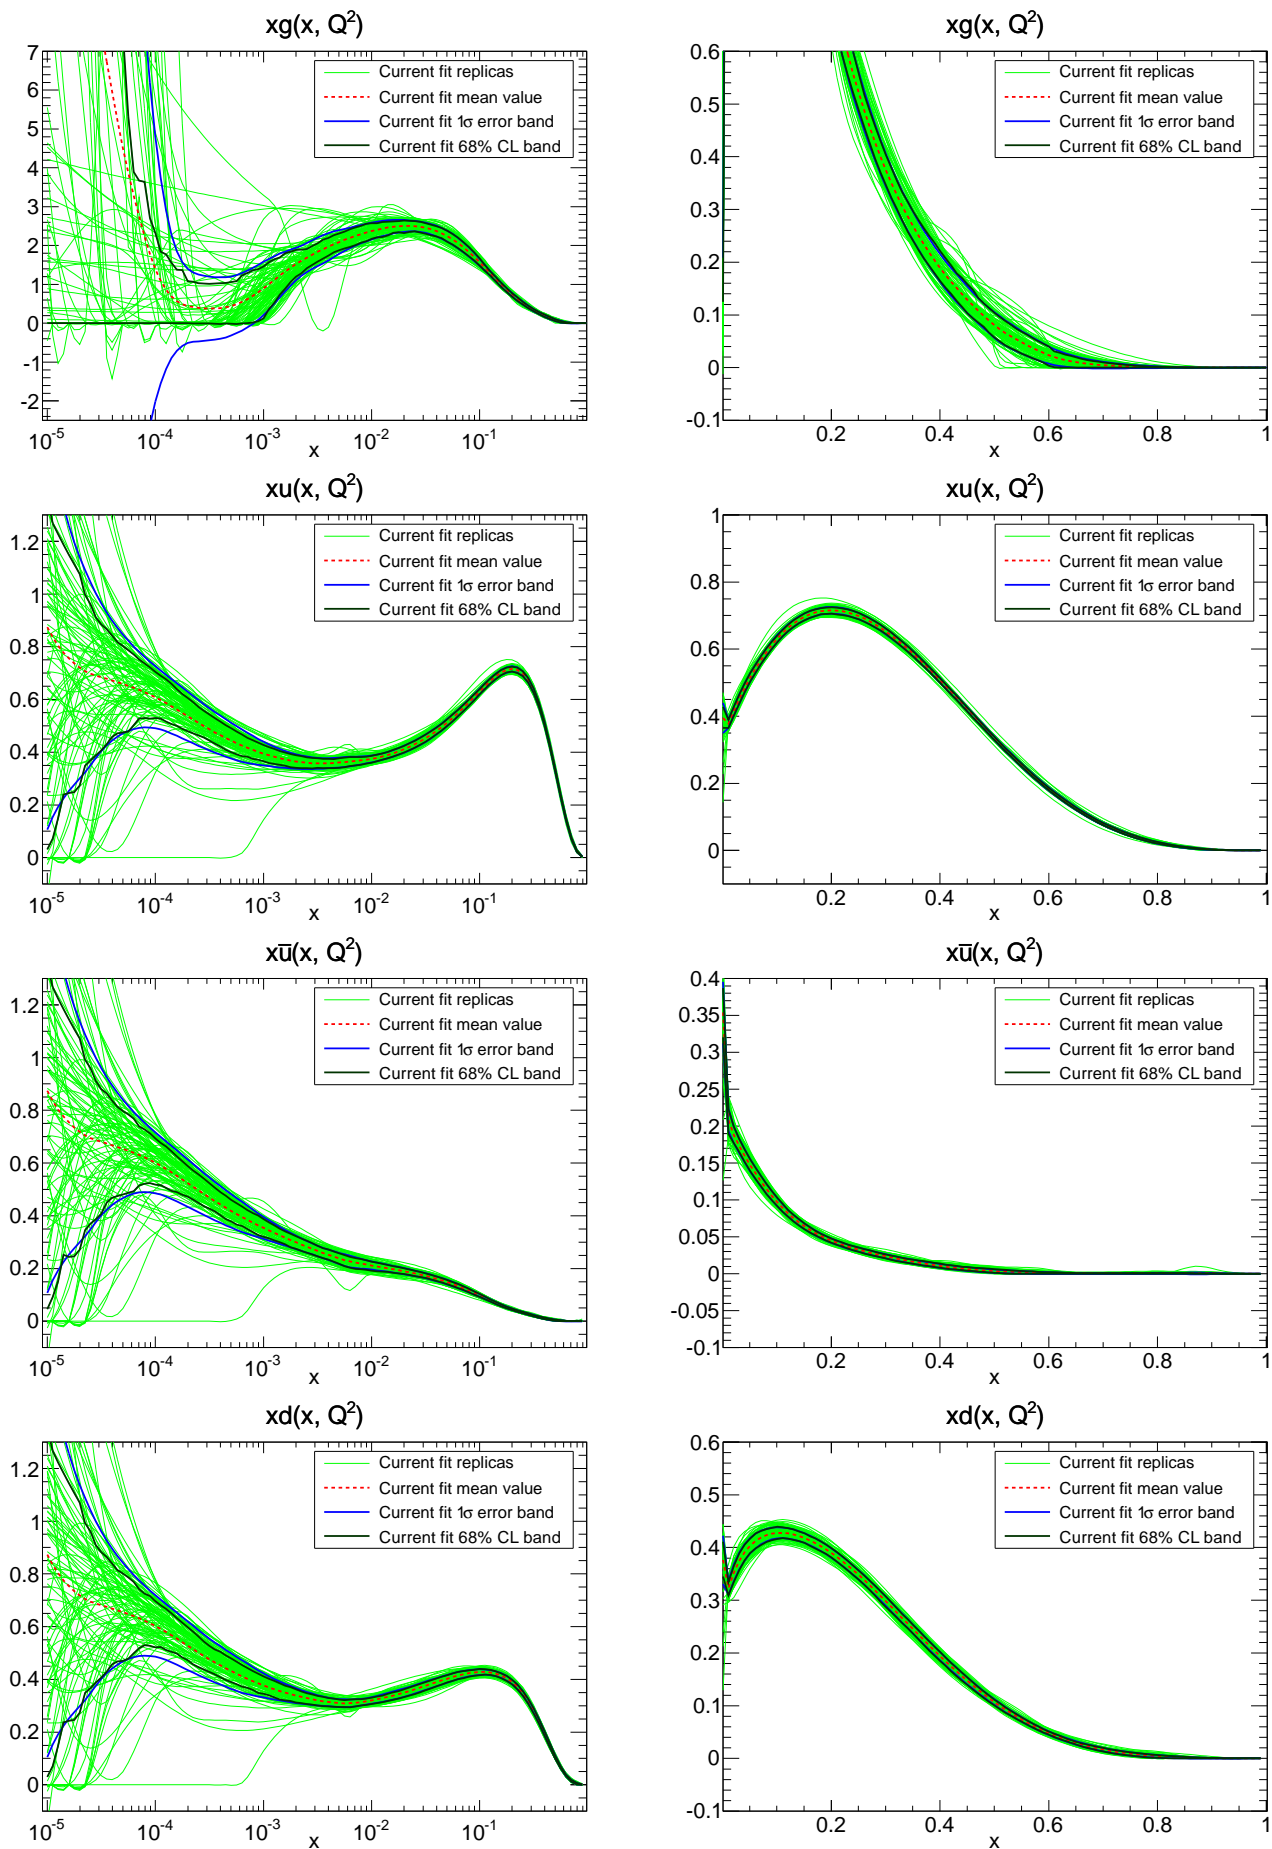 xg(x, Q²)
7
6
5
4
3
2
1
0
-1
-2
Current fit replicas
Current fit mean value
Current fit 1σ error band
Current fit 68% CL band
10⁻⁵ 10⁻⁴ 10⁻³ 10⁻² 10⁻¹
x
xg(x, Q²)
0.6
0.5
0.4
0.3
0.2
0.1
0
-0.1
Current fit replicas
Current fit mean value
Current fit 1σ error band
Current fit 68% CL band
0.2 0.4 0.6 0.8 1
x
xu(x, Q²)
1.2
1
0.8
0.6
0.4
0.2
0
Current fit replicas
Current fit mean value
Current fit 1σ error band
Current fit 68% CL band
10⁻⁵ 10⁻⁴ 10⁻³ 10⁻² 10⁻¹
x
xu(x, Q²)
1
0.8
0.6
0.4
0.2
0
Current fit replicas
Current fit mean value
Current fit 1σ error band
Current fit 68% CL band
0.2 0.4 0.6 0.8 1
x
xū(x, Q²)
1.2
1
0.8
0.6
0.4
0.2
0
Current fit replicas
Current fit mean value
Current fit 1σ error band
Current fit 68% CL band
10⁻⁵ 10⁻⁴ 10⁻³ 10⁻² 10⁻¹
x
xū(x, Q²)
0.4
0.35
0.3
0.25
0.2
0.15
0.1
0.05
0
-0.05
-0.1
Current fit replicas
Current fit mean value
Current fit 1σ error band
Current fit 68% CL band
0.2 0.4 0.6 0.8 1
x
xd(x, Q²)
1.2
1
0.8
0.6
0.4
0.2
0
Current fit replicas
Current fit mean value
Current fit 1σ error band
Current fit 68% CL band
10⁻⁵ 10⁻⁴ 10⁻³ 10⁻² 10⁻¹
x
xd(x, Q²)
0.6
0.5
0.4
0.3
0.2
0.1
0
-0.1
Current fit replicas
Current fit mean value
Current fit 1σ error band
Current fit 68% CL band
0.2 0.4 0.6 0.8 1
x